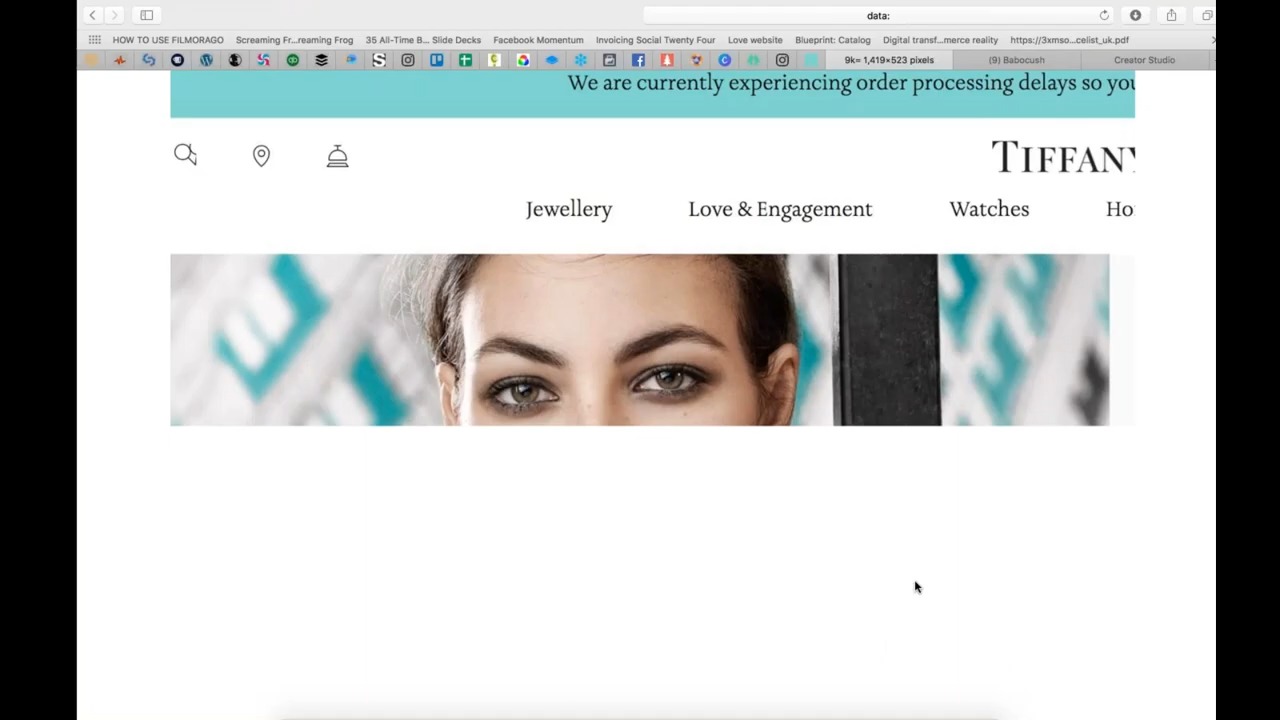 data:
HOW TO USE FILMORAGO Screaming Fr...reaming Frog 35 All-Time B... Slide Decks Facebook Momentum Invoicing Social Twenty Four Love website Blueprint: Catalog Digital transf...merce reality https://3xmso...celist_uk.pdf
9k= 1,419×523 pixels (9) Babocush Creator Studio
We are currently experiencing order processing delays so you
TIFFANY
Jewellery Love & Engagement Watches Ho